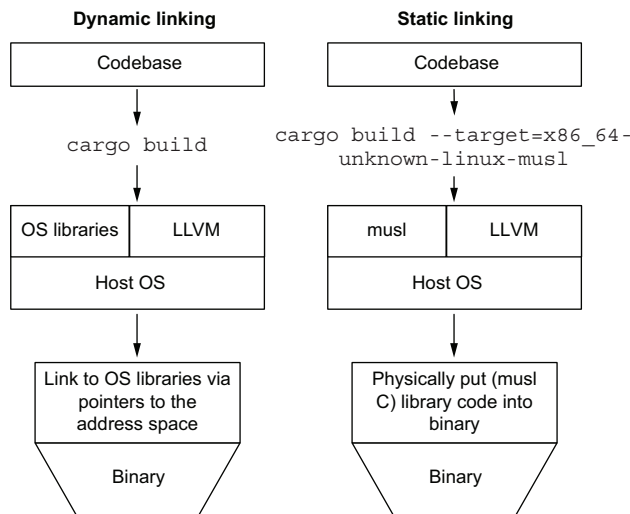 Dynamic linking
Codebase
cargo build
OS libraries
LLVM
Host OS
Link to OS libraries via
pointers to the
address space
Binary
Static linking
Codebase
cargo build --target=x86_64-
unknown-linux-musl
musl
LLVM
Host OS
Physically put (musl
C) library code into
binary
Binary